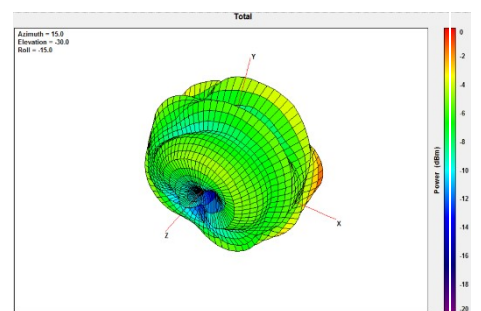 Total
Azimuth = 15.0
Elevation = -30.0
Roll = -15.0
Y
X
Z
Power (dBm)
0
-2
-4
-6
-8
-10
-12
-14
-16
-18
-20